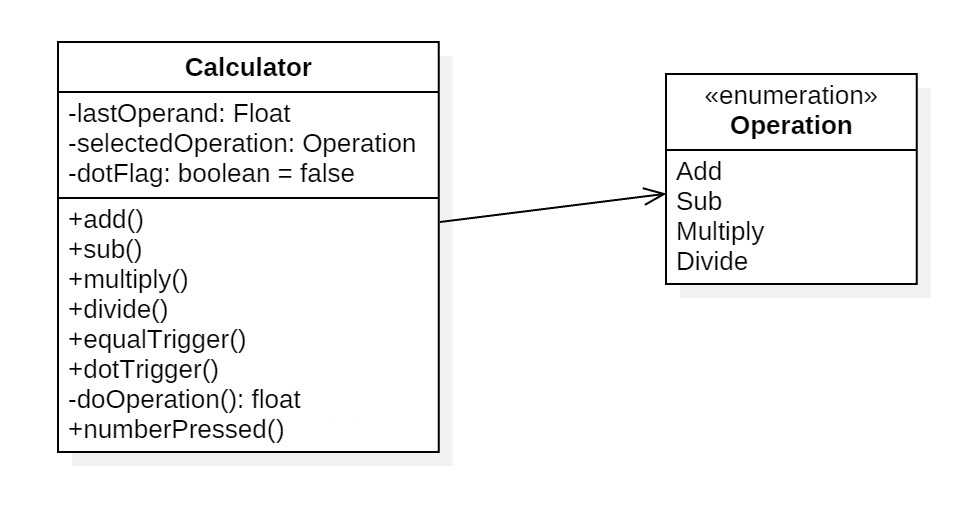 Calculator
-lastOperand: Float
-selectedOperation: Operation
-dotFlag: boolean = false
+add()
+sub()
+multiply()
+divide()
+equalTrigger()
+dotTrigger()
-doOperation(): float
+numberPressed()
«enumeration»
Operation
Add
Sub
Multiply
Divide